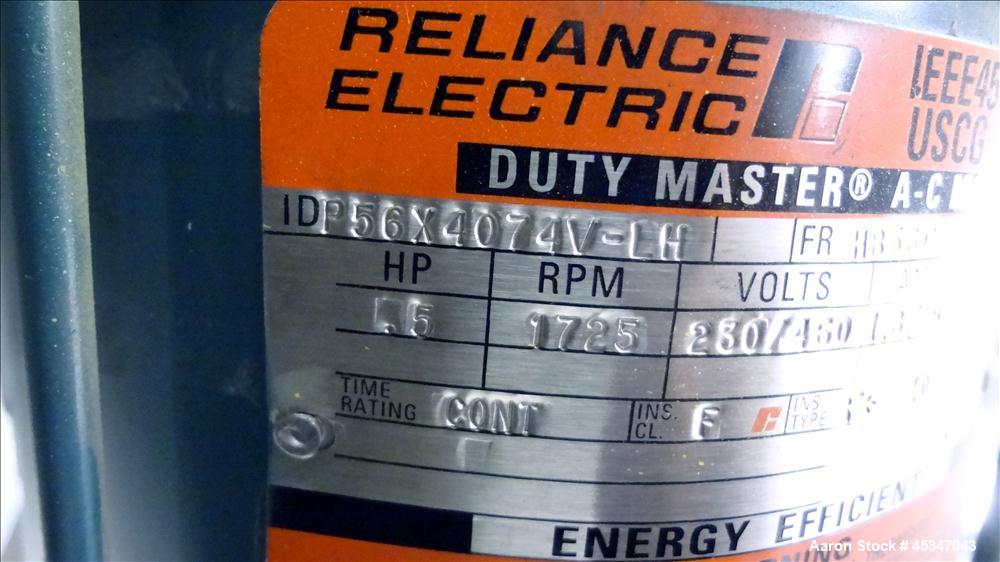 RELIANCE
ELECTRIC
IEEE45
USCG
DUTY MASTER® A-C
IDP56X4074V-LH FR
HP RPM VOLTS
.5 1725 230/460
TIME RATING CONT INS. CL. F INS TYPE
ENERGY EFFICIENT
Aaron Stock # 45347043